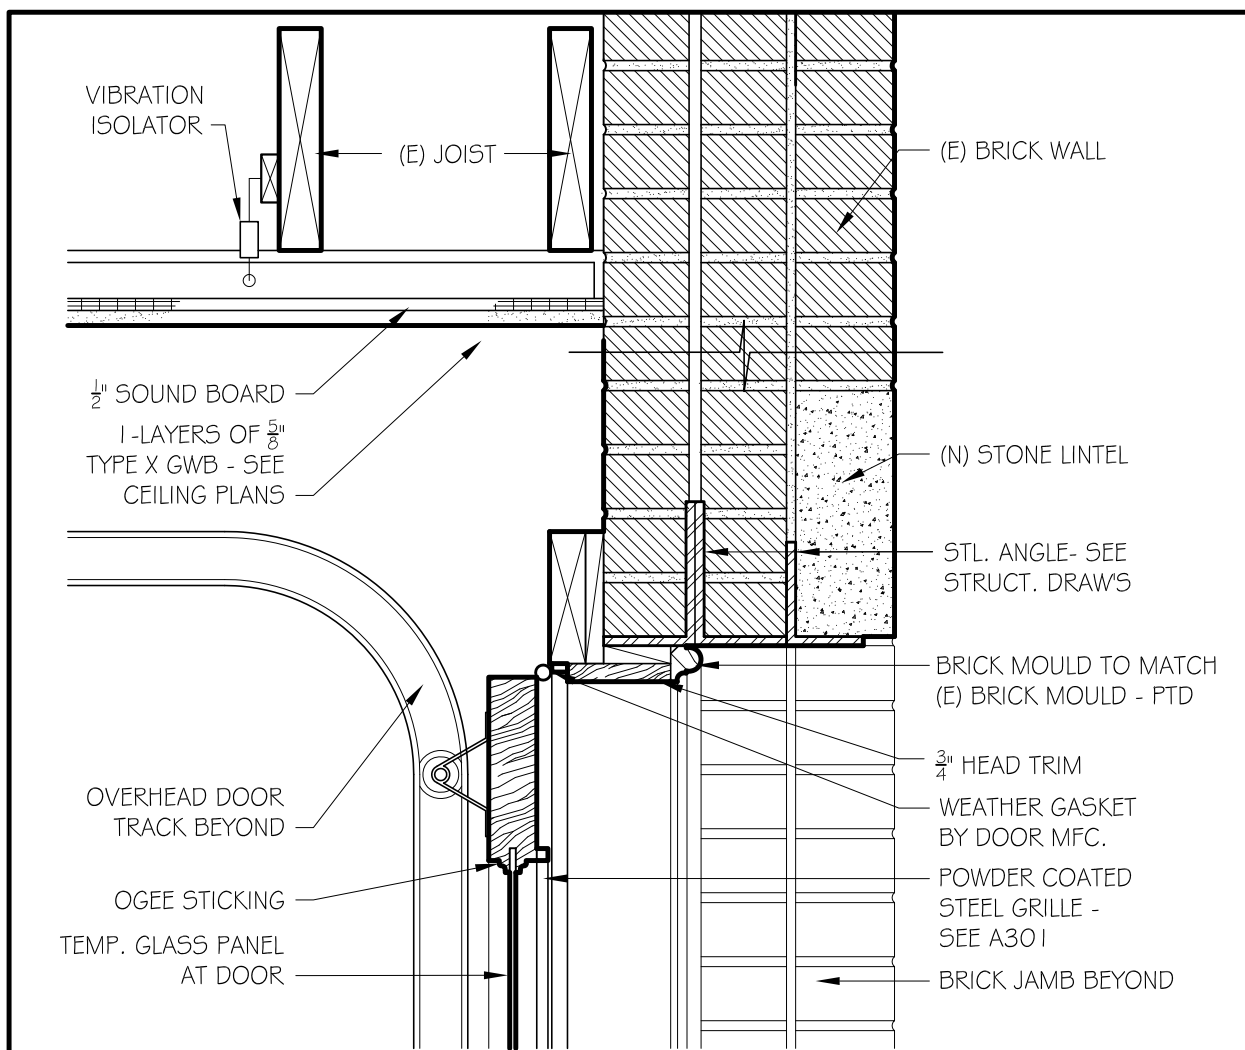 VIBRATION
ISOLATOR
(E) JOIST
(E) BRICK WALL
1/2" SOUND BOARD
1-LAYERS OF 5/8"
TYPE X GWB - SEE
CEILING PLANS
(N) STONE LINTEL
STL. ANGLE- SEE
STRUCT. DRAW'S
BRICK MOULD TO MATCH
(E) BRICK MOULD - PTD
3/4" HEAD TRIM
OVERHEAD DOOR
TRACK BEYOND
WEATHER GASKET
BY DOOR MFC.
OGEE STICKING
POWDER COATED
STEEL GRILLE -
SEE A301
TEMP. GLASS PANEL
AT DOOR
BRICK JAMB BEYOND